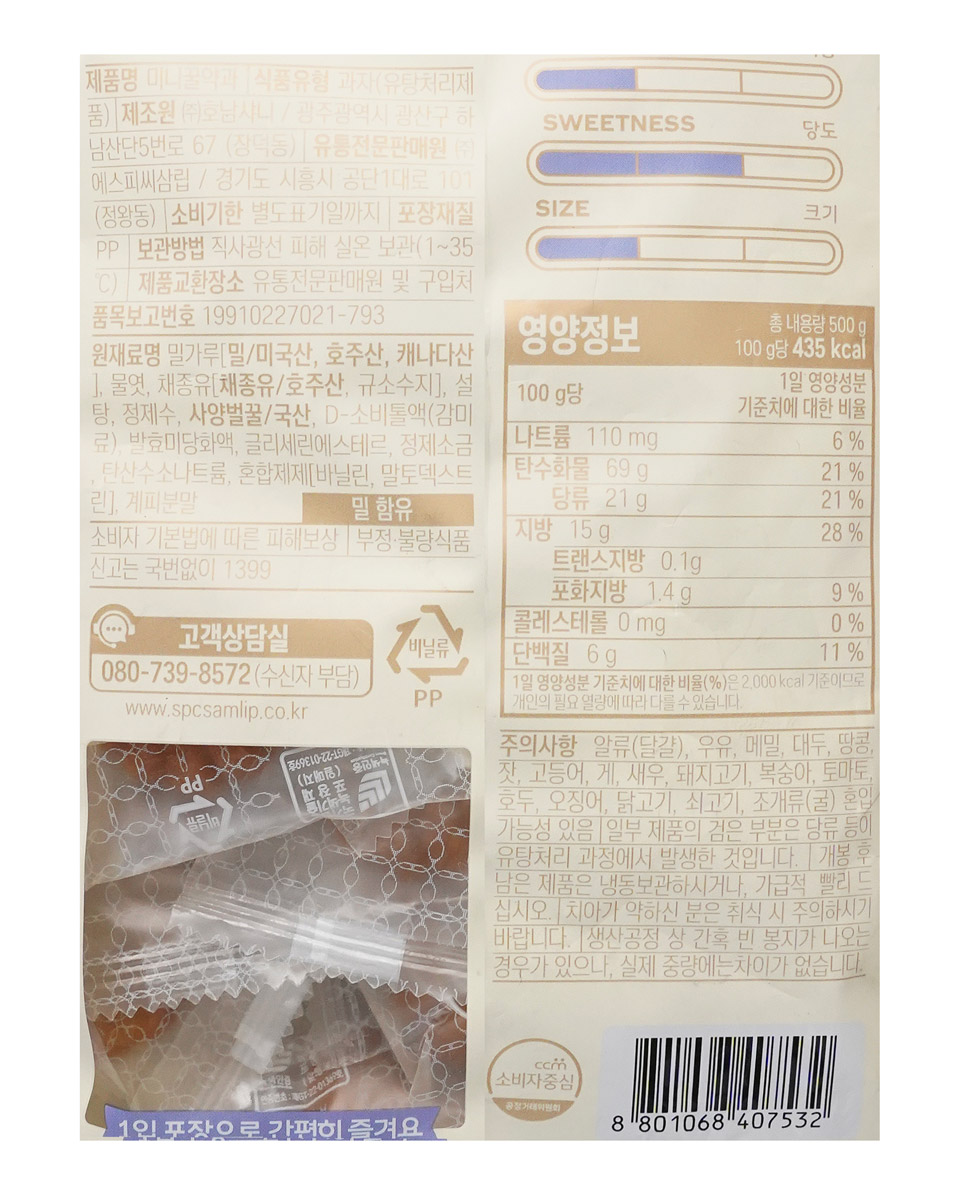 제품명 미니꿀약과 | 식품유형 과자(유탕처리제
품) | 제조원 ㈜호남샤니 / 광주광역시 광산구 하
남산단5번로 67 (장덕동) | 유통전문판매원 ㈜
에스피씨삼립 / 경기도 시흥시 공단1대로 101
(정왕동) | 소비기한 별도표기일까지 | 포장재질
PP | 보관방법 직사광선 피해 실온 보관(1~35
℃) | 제품교환장소 유통전문판매원 및 구입처
품목보고번호 19910227021-793
원재료명 밀가루[밀/미국산, 호주산, 캐나다산
], 물엿, 채종유[채종유/호주산, 규소수지], 설
탕, 정제수, 사양벌꿀/국산, D-소비톨액(감미
료), 발효미당화액, 글리세린에스테르, 정제소금
, 탄산수소나트륨, 혼합제제[바닐린, 말토덱스트
린], 계피분말
밀 함유
소비자 기본법에 따른 피해보상 | 부정·불량식품
신고는 국번없이 1399
고객상담실
080-739-8572 (수신자 부담)
www.spcsamlip.co.kr
비닐류
PP
비닐류
PP
1입 포장으로 간편히 즐겨요
SWEETNESS 당도
SIZE 크기
영양정보
총 내용량 500 g
100 g당 435 kcal
100 g당
1일 영양성분
기준치에 대한 비율
나트륨 110 mg 6 %
탄수화물 69 g 21 %
당류 21 g 21 %
지방 15 g 28 %
트랜스지방 0.1g
포화지방 1.4 g 9 %
콜레스테롤 0 mg 0 %
단백질 6 g 11 %
1일 영양성분 기준치에 대한 비율(%)은 2,000 kcal 기준이므로
개인의 필요 열량에 따라 다를 수 있습니다.
주의사항 알류(달걀), 우유, 메밀, 대두, 땅콩,
잣, 고등어, 게, 새우, 돼지고기, 복숭아, 토마토,
호두, 오징어, 닭고기, 쇠고기, 조개류(굴) 혼입
가능성 있음 | 일부 제품의 검은 부분은 당류 등이
유탕처리 과정에서 발생한 것입니다. | 개봉 후
남은 제품은 냉동보관하시거나, 가급적 빨리 드
십시오. | 치아가 약하신 분은 취식 시 주의하시기
바랍니다. | 생산공정 상 간혹 빈 봉지가 나오는
경우가 있으나, 실제 중량에는차이가 없습니다.
ccm
소비자중심
공정거래위원회
8 801068 407532